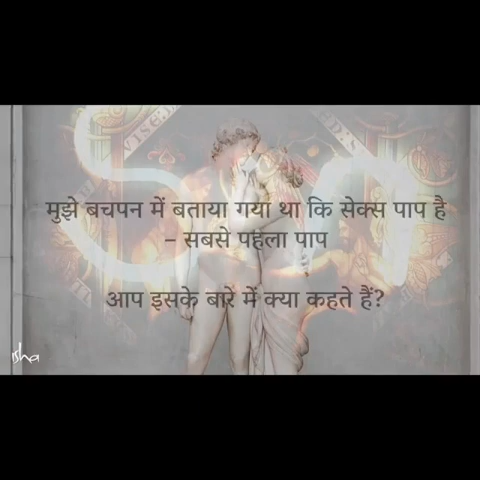 मुझे बचपन में बताया गया था कि सेक्स पाप है
– सबसे पहला पाप
आप इसके बारे में क्या कहते हैं?
isha